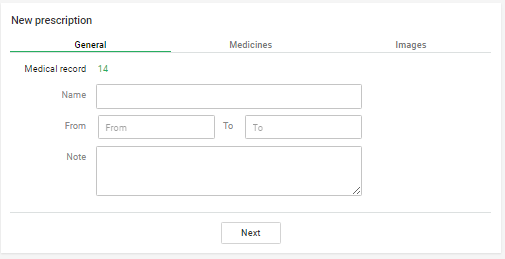 New prescription
General Medicines Images
Medical record 14
Name
From From To To
Note
Next